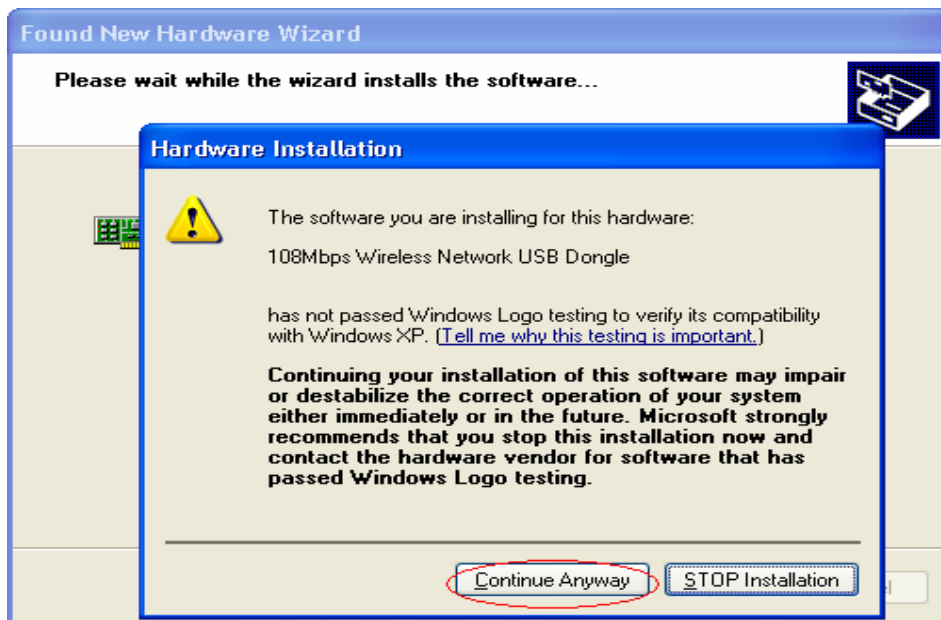 Found New Hardware Wizard
Please wait while the wizard installs the software...
Hardware Installation
The software you are installing for this hardware:
108Mbps Wireless Network USB Dongle
has not passed Windows Logo testing to verify its compatibility
with Windows XP. (Tell me why this testing is important.)
Continuing your installation of this software may impair
or destabilize the correct operation of your system
either immediately or in the future. Microsoft strongly
recommends that you stop this installation now and
contact the hardware vendor for software that has
passed Windows Logo testing.
Continue Anyway STOP Installation